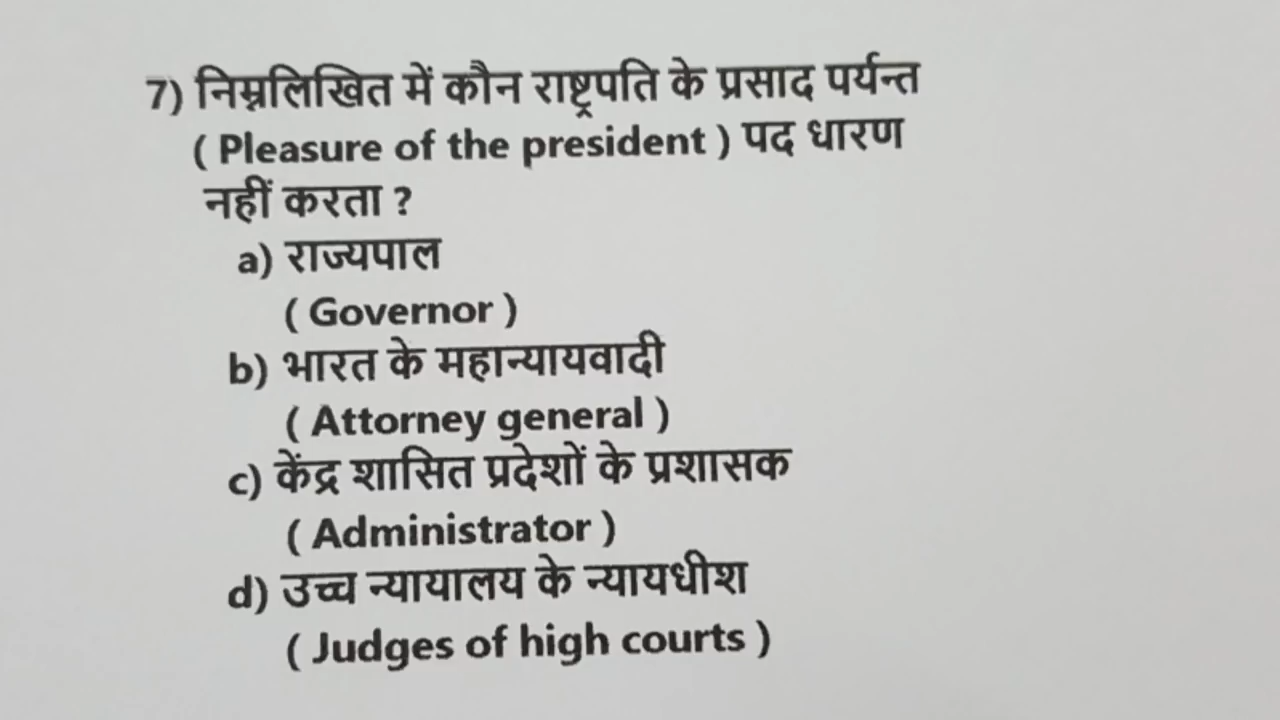 7) निम्नलिखित में कौन राष्ट्रपति के प्रसाद पर्यन्त
( Pleasure of the president ) पद धारण
नहीं करता ?
a) राज्यपाल
( Governor )
b) भारत के महान्यायवादी
( Attorney general )
c) केंद्र शासित प्रदेशों के प्रशासक
( Administrator )
d) उच्च न्यायालय के न्यायधीश
( Judges of high courts )